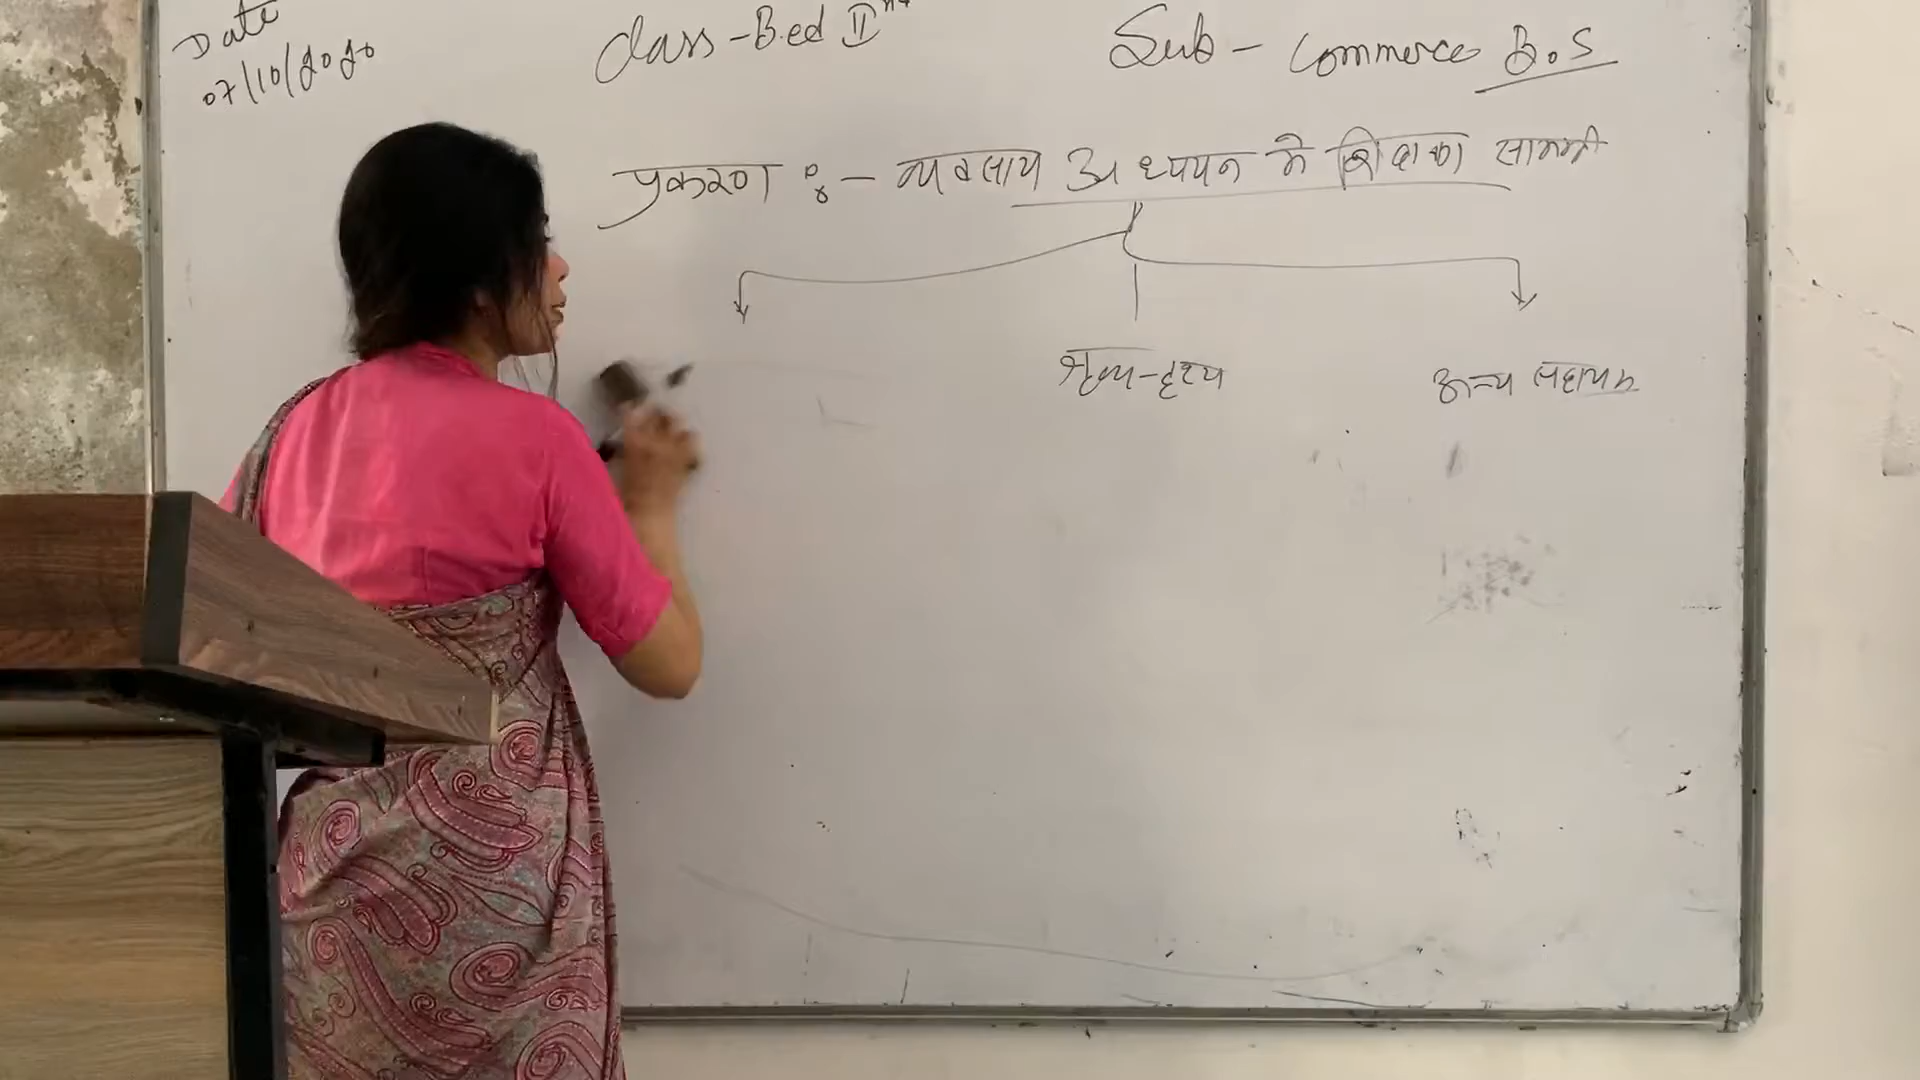 Date
07/10/2020
Class-B.ed II
Sub - Commerce B.S
प्रकरण :- व्यवसाय अध्ययन मे शिक्षण सामग्री
श्रव्य-दृश्य
अन्य सहायक